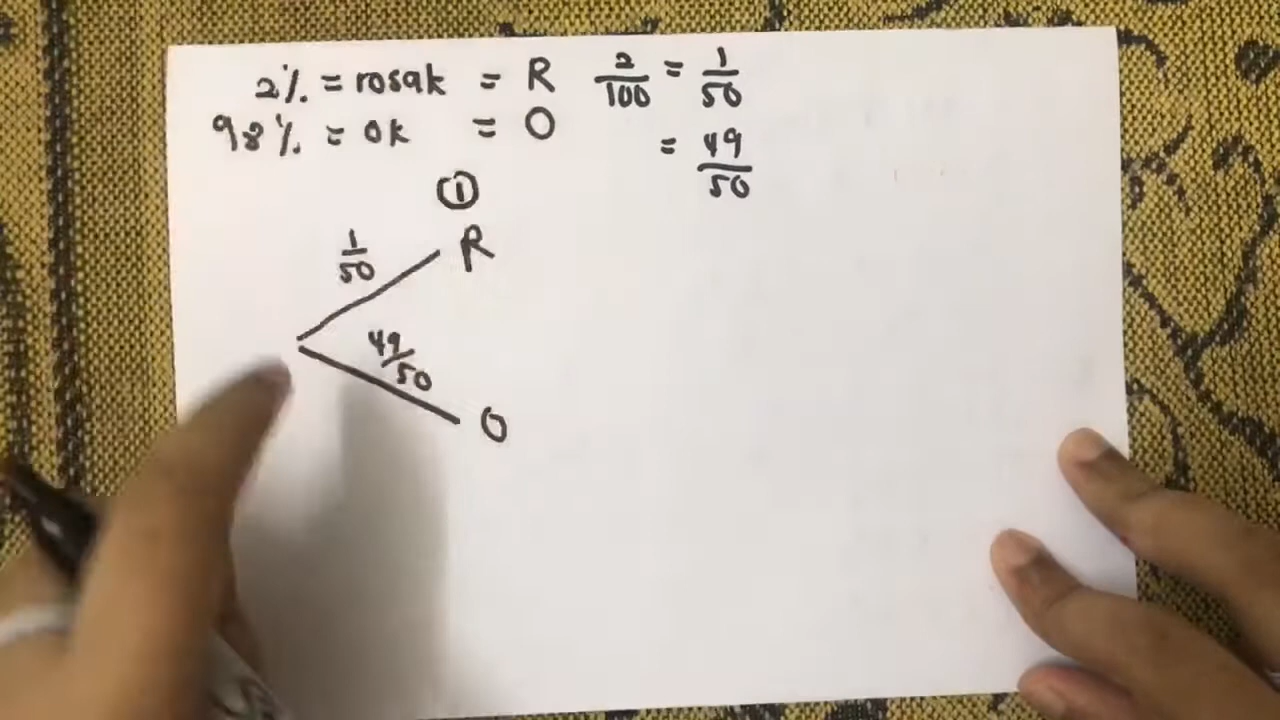 2% = rosak = R 2/100 = 1/50
98% = ok = O = 49/50
①
1/50 R
49/50 O